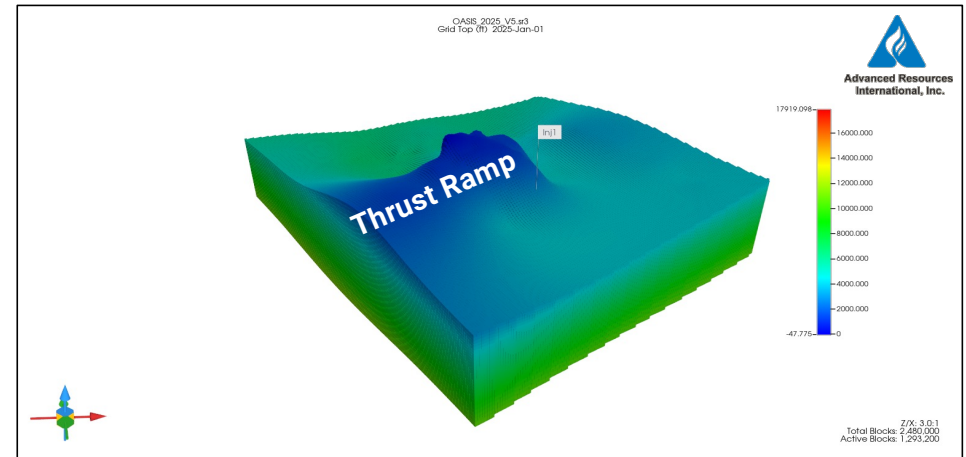 OASIS_2025_V5.sr3
Grid Top (ft) 2025-Jan-01
Advanced Resources
International, Inc.
Inj1
Thrust Ramp
17919.098
16000.000
14000.000
12000.000
10000.000
8000.000
6000.000
4000.000
2000.000
0
-47.775
Z/X: 3.0:1
Total Blocks: 2,480,000
Active Blocks: 1,293,200